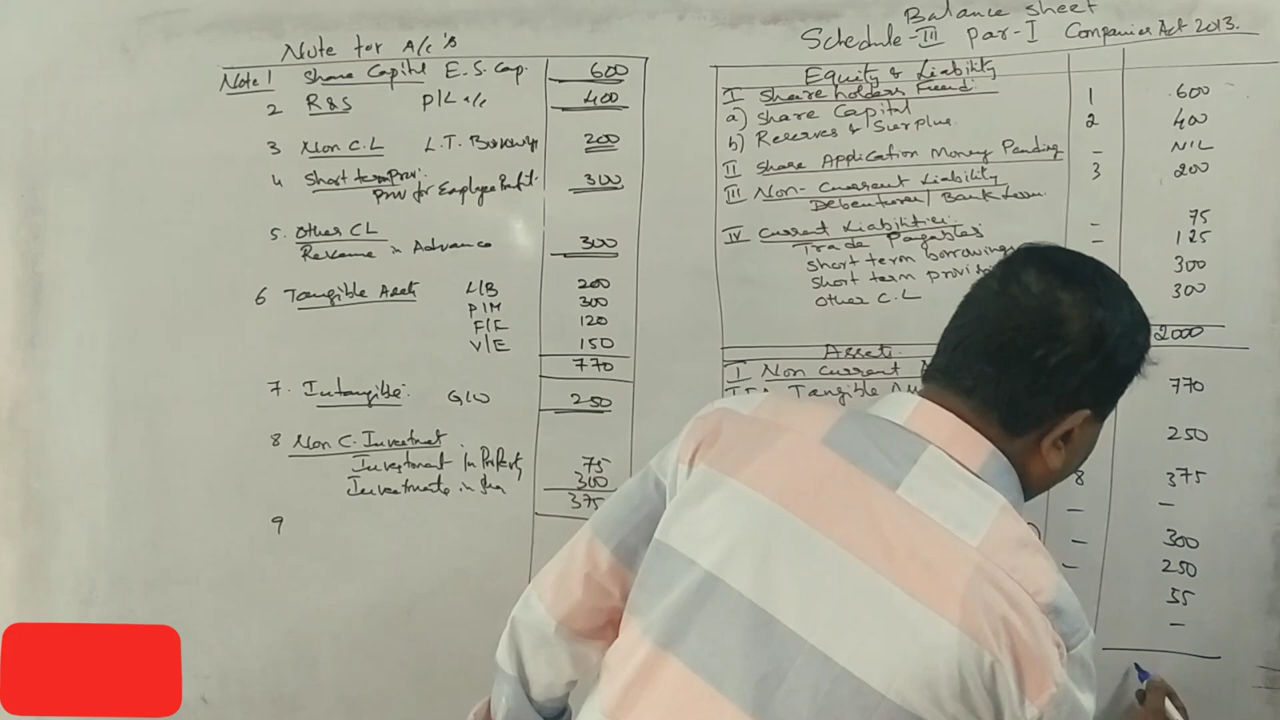 Note for A/c's
Note 1 Share Capital E.S. Cap. 600
2 R&S P/L a/c 400
3 Non C.L L.T. Borrowings 200
4 Short term Provi.
Prov for Employee Benefit. 300
5. Other CL
Revenue in Advance 300
6 Tangible Asset L/B 200
P/M 300
F/F 120
V/E 150
770
7. Intangible: G/W 250
8 Non C. Investment
Investment in Property 75
Investments in Sha 300
375
9
Balance sheet
Schedule-III par-I Companies Act 2013.
Equity & Liability
I Share holders Fund:
a) Share Capital 1 600
b) Reserves & Surplus 2 400
II Share Application Money Pending - NIL
III Non-Current Liability 3 200
Debentures/ Bank loan
IV Current Liabilities:
Trade Payables - 75
Short term borrowings - 125
Short term provisi 300
Other C.L 300
2000
Assets.
I Non Current
Tangible 770
250
8 375
- -
- 300
- 250
55
-